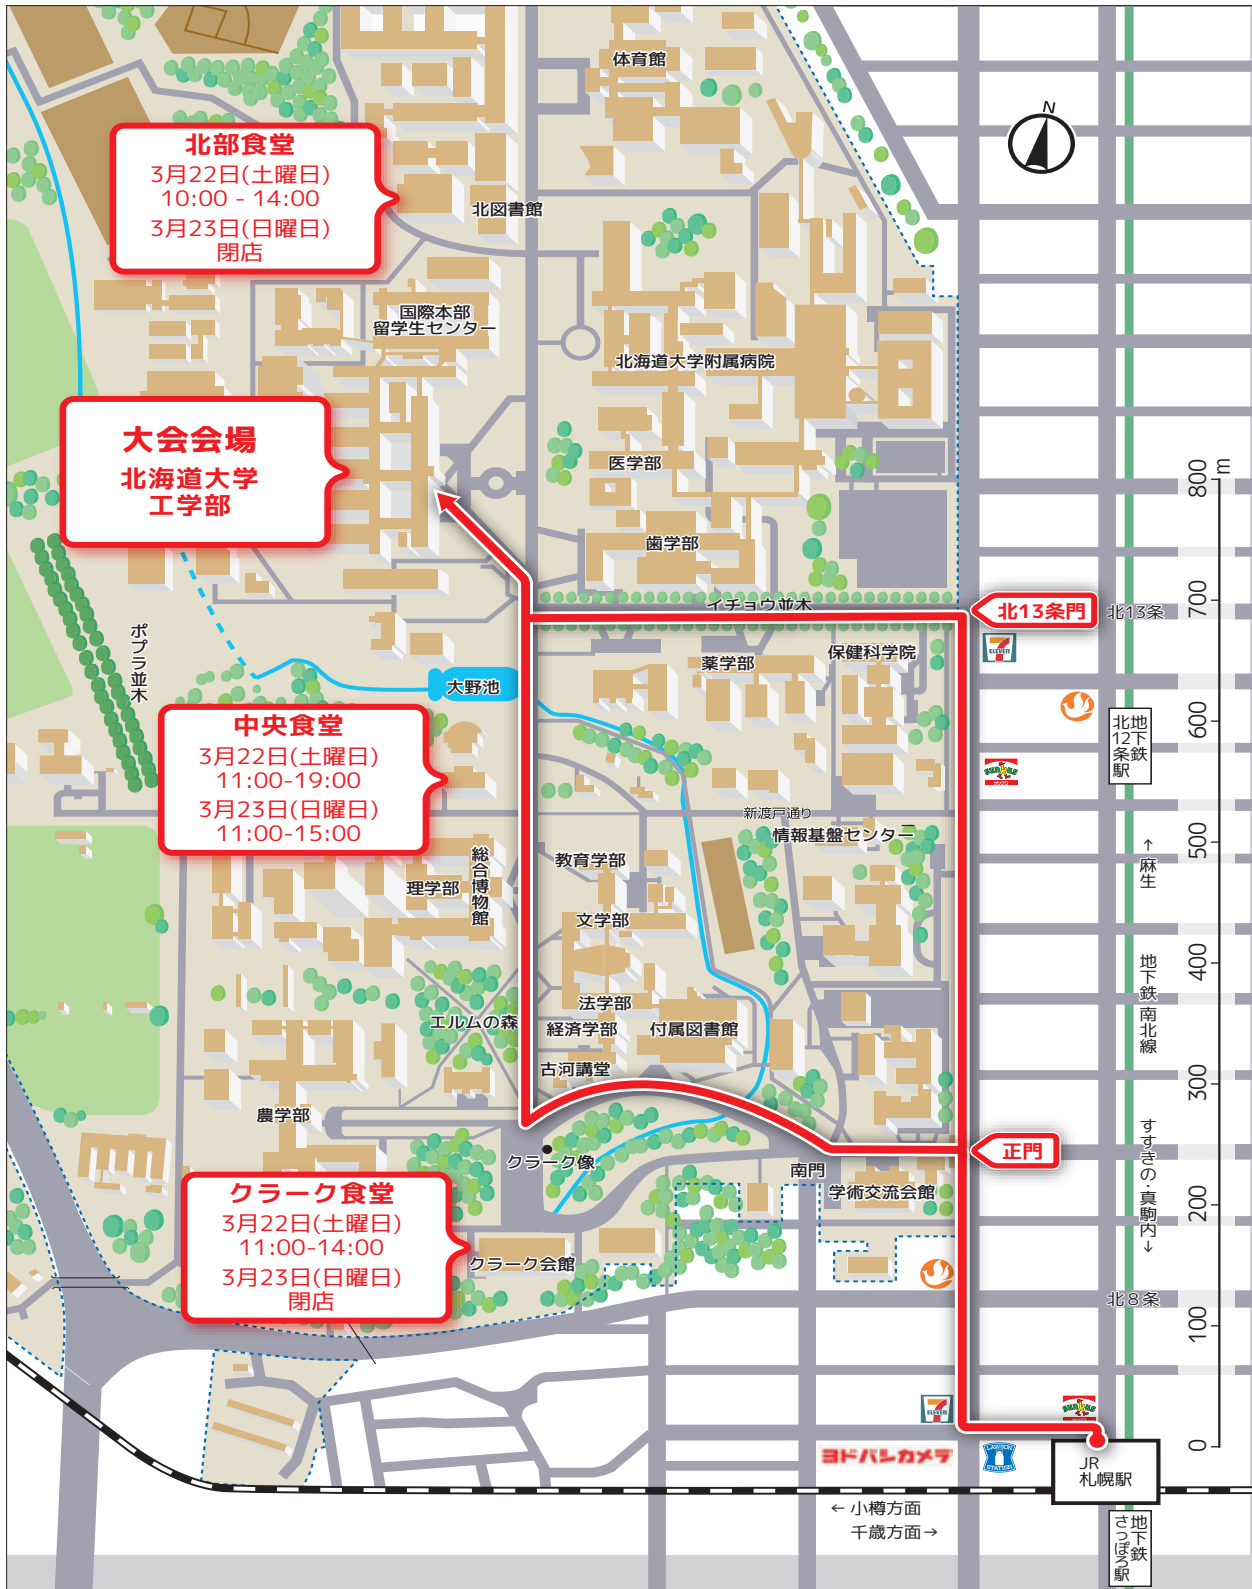 体育館
N
北部食堂
3月22日(土曜日)
10:00 - 14:00
3月23日(日曜日)
閉店
北図書館
国際本部
留学生センター
北海道大学附属病院
大会会場
北海道大学
工学部
医学部
歯学部
800 m
700
600
500
400
300
200
100
0
イチョウ並木
北13条門
北13条
ELEVEN
ポプラ並木
薬学部
保健科学院
大野池
地下鉄
北12条駅
中央食堂
3月22日(土曜日)
11:00-19:00
3月23日(日曜日)
11:00-15:00
新渡戸通り
情報基盤センター
↑麻生
教育学部
総合博物館
理学部
文学部
地下鉄 南北線
法学部
エルムの森
経済学部
付属図書館
古河講堂
農学部
すすきの・真駒内→
クラーク像
正門
南門
学術交流会館
クラーク食堂
3月22日(土曜日)
11:00-14:00
3月23日(日曜日)
閉店
クラーク会館
北8条
ELEVEN
ヨドバシカメラ
LAWSON
STATION
JR
札幌駅
← 小樽方面
千歳方面→
地下鉄
さっぽろ駅